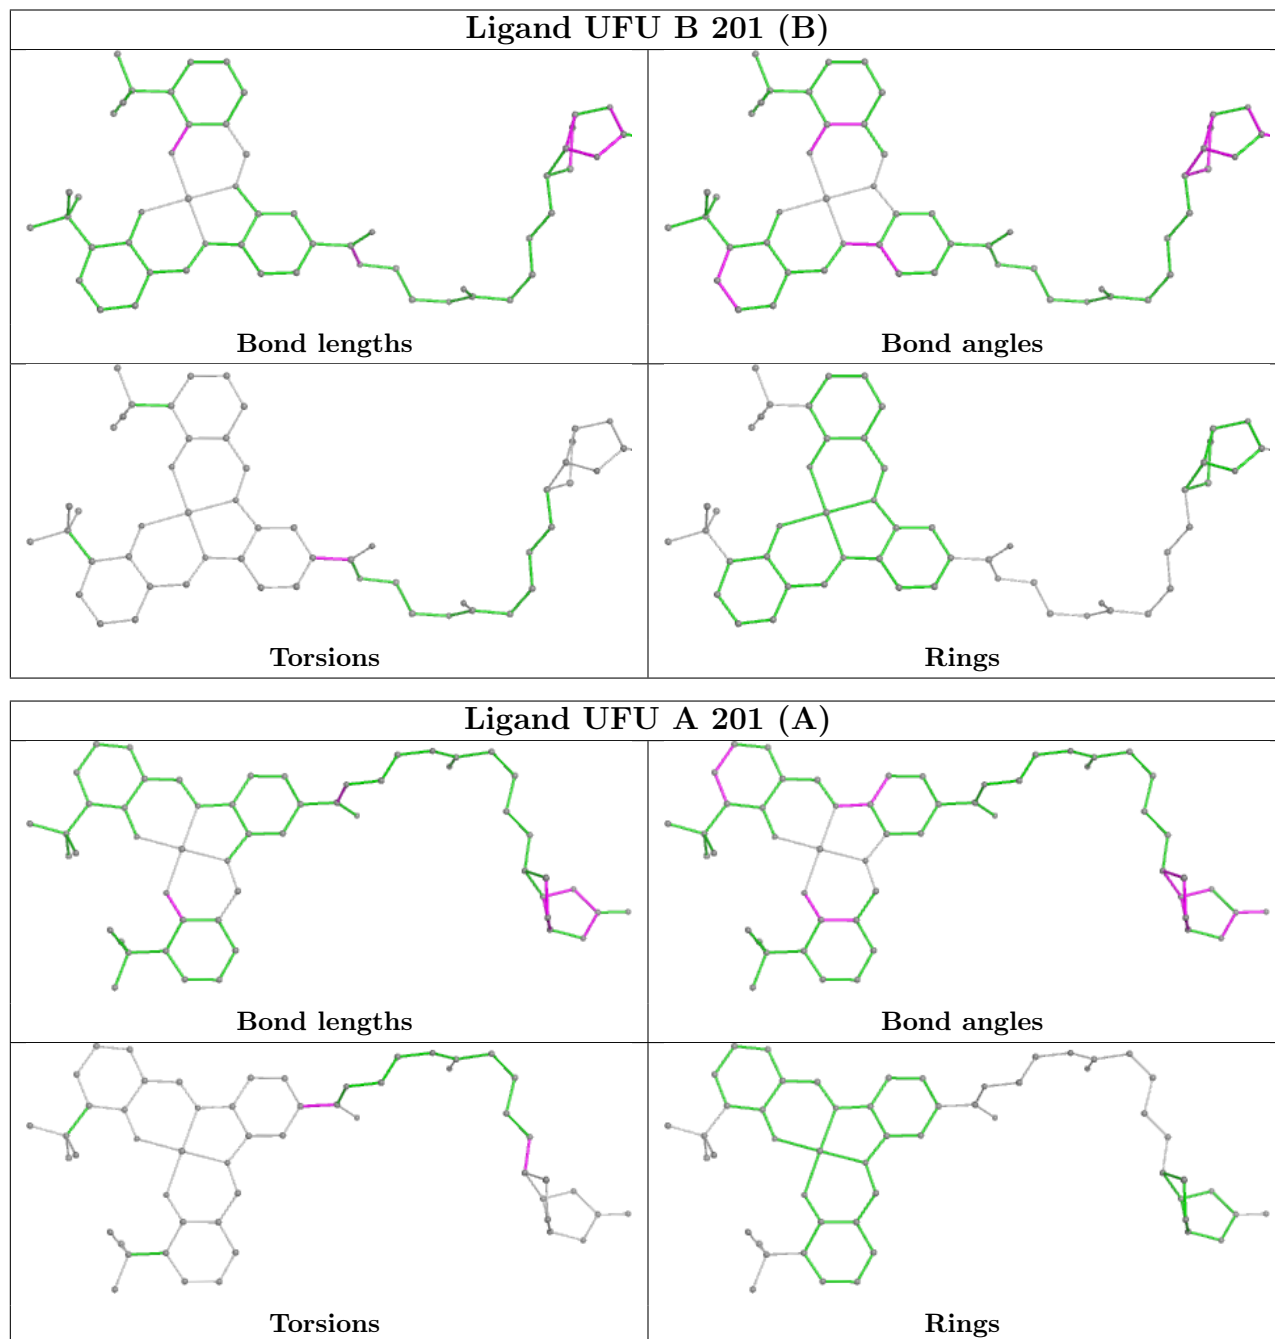 Ligand UFU B 201 (B)
Bond lengths
Bond angles
Torsions
Rings
Ligand UFU A 201 (A)
Bond lengths
Bond angles
Torsions
Rings